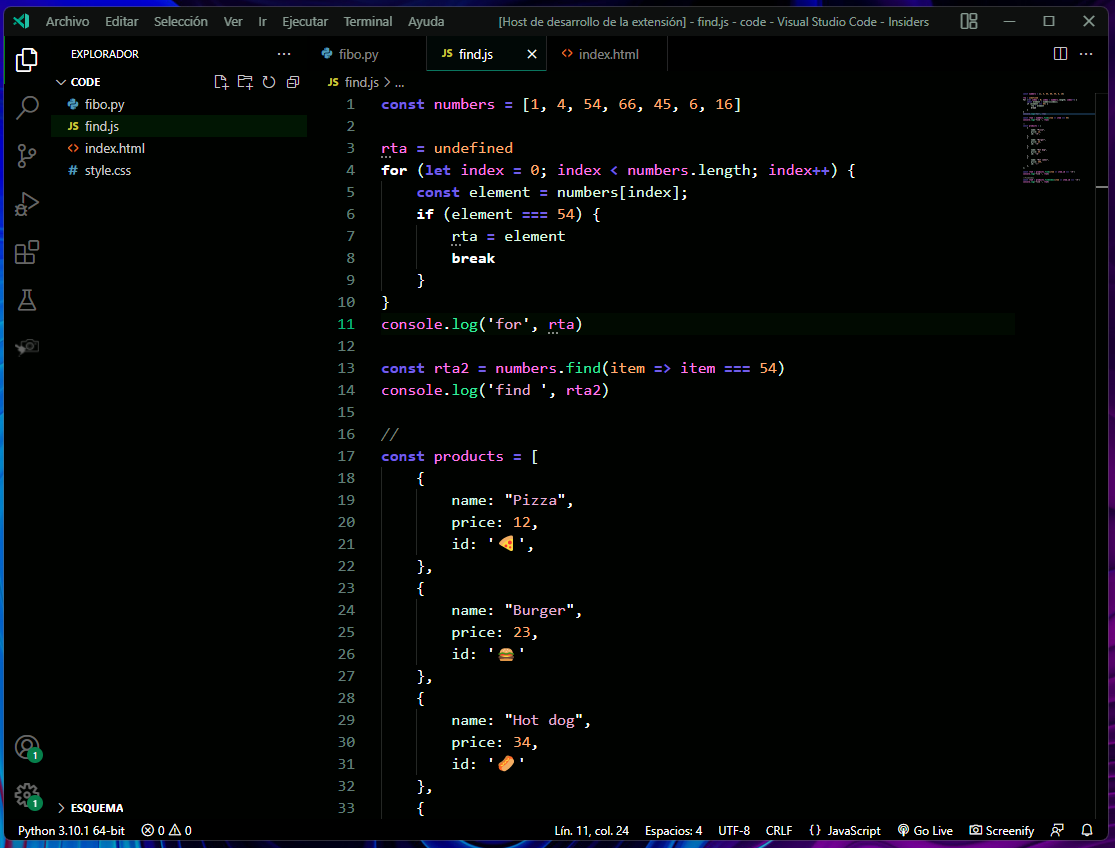 Archivo Editar Selección Ver Ir Ejecutar Terminal Ayuda [Host de desarrollo de la extensión] - find.js - code - Visual Studio Code - Insiders
EXPLORADOR ···
CODE
fibo.py
JS find.js
<> index.html
# style.css
ESQUEMA
fibo.py JS find.js × <> index.html ···
JS find.js > ...
1 const numbers = [1, 4, 54, 66, 45, 6, 16]
2
3 rta = undefined
4 for (let index = 0; index < numbers.length; index++) {
5     const element = numbers[index];
6     if (element === 54) {
7         rta = element
8         break
9     }
10 }
11 console.log('for', rta)
12
13 const rta2 = numbers.find(item => item === 54)
14 console.log('find ', rta2)
15
16 //
17 const products = [
18     {
19         name: "Pizza",
20         price: 12,
21         id: '🍕',
22     },
23     {
24         name: "Burger",
25         price: 23,
26         id: '🍔'
27     },
28     {
29         name: "Hot dog",
30         price: 34,
31         id: '🌭'
32     },
33     {
1
1
Python 3.10.1 64-bit 0 0 Lín. 11, col. 24 Espacios: 4 UTF-8 CRLF {} JavaScript Go Live Screenify